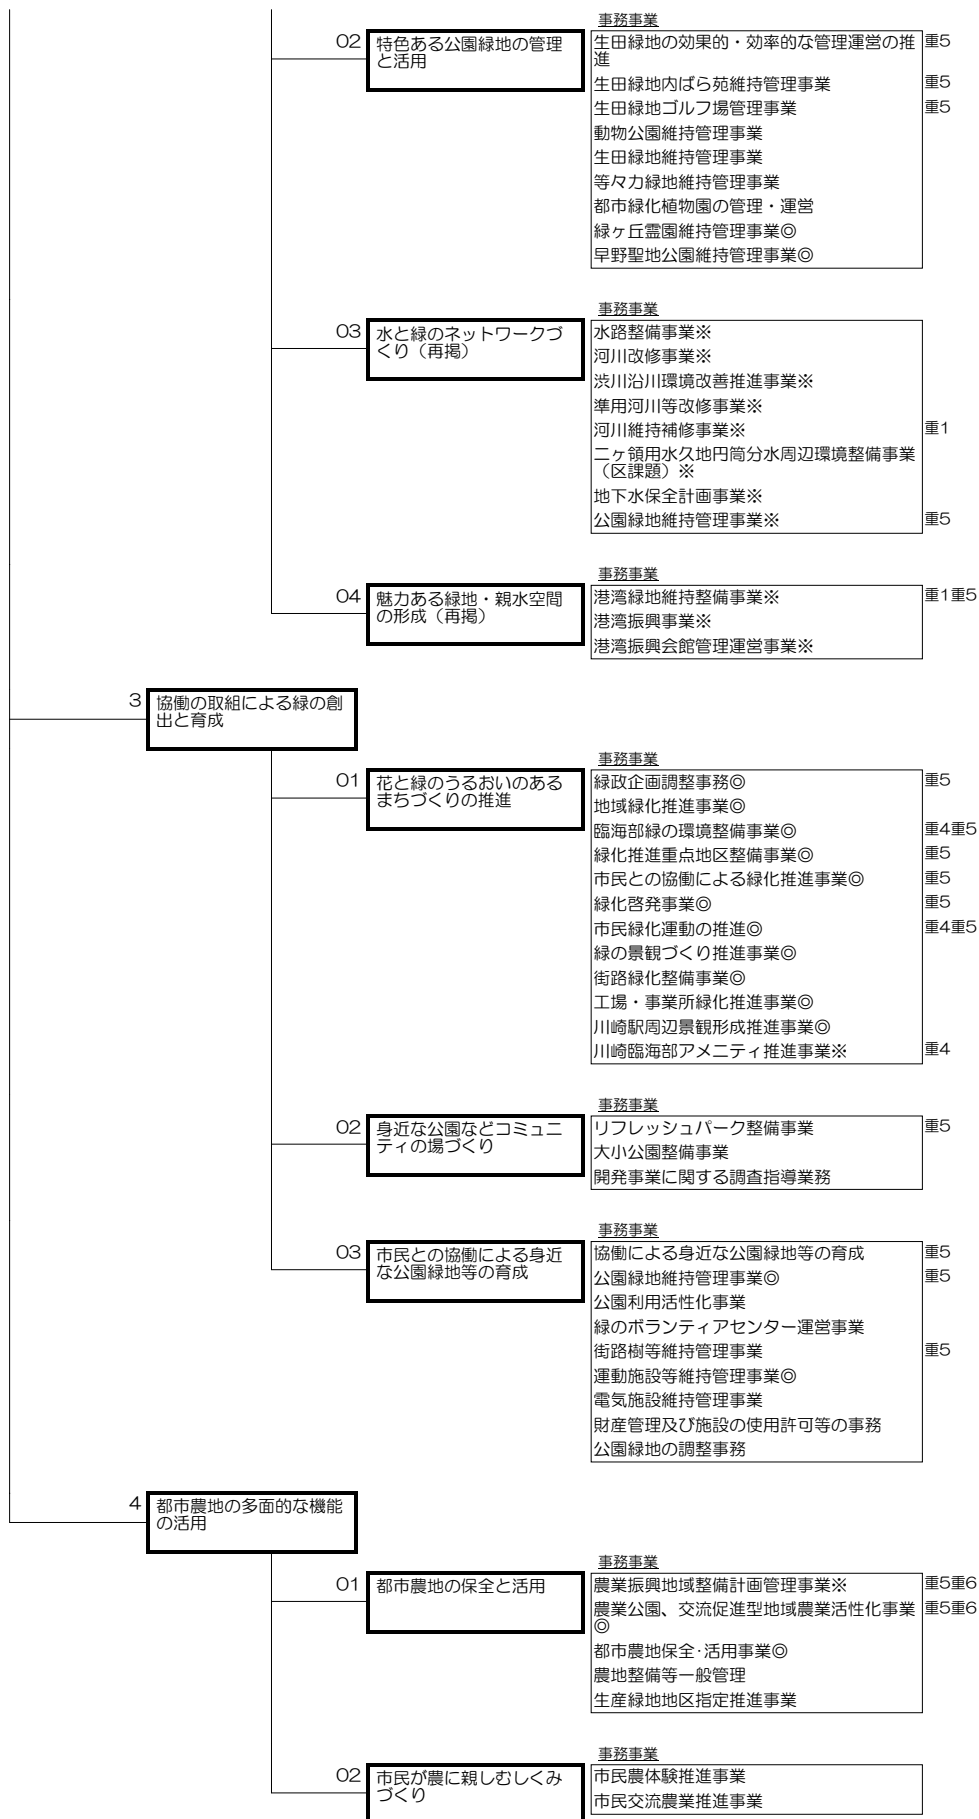 事務事業
02 特色ある公園緑地の管理
と活用
生田緑地の効果的・効率的な管理運営の推 重5
進
生田緑地内ばら苑維持管理事業 重5
生田緑地ゴルフ場管理事業 重5
動物公園維持管理事業
生田緑地維持管理事業
等々力緑地維持管理事業
都市緑化植物園の管理・運営
緑ヶ丘霊園維持管理事業◎
早野聖地公園維持管理事業◎
事務事業
03 水と緑のネットワークづ
くり（再掲）
水路整備事業※
河川改修事業※
渋川沿川環境改善推進事業※
準用河川等改修事業※
河川維持補修事業※ 重1
二ヶ領用水久地円筒分水周辺環境整備事業
（区課題）※
地下水保全計画事業※
公園緑地維持管理事業※ 重5
事務事業
04 魅力ある緑地・親水空間
の形成（再掲）
港湾緑地維持整備事業※ 重1重5
港湾振興事業※
港湾振興会館管理運営事業※
3 協働の取組による緑の創
出と育成
事務事業
01 花と緑のうるおいのある
まちづくりの推進
緑政企画調整事務◎ 重5
地域緑化推進事業◎
臨海部緑の環境整備事業◎ 重4重5
緑化推進重点地区整備事業◎ 重5
市民との協働による緑化推進事業◎ 重5
緑化啓発事業◎ 重5
市民緑化運動の推進◎ 重4重5
緑の景観づくり推進事業◎
街路緑化整備事業◎
工場・事業所緑化推進事業◎
川崎駅周辺景観形成推進事業◎
川崎臨海部アメニティ推進事業※ 重4
事務事業
02 身近な公園などコミュニ
ティの場づくり
リフレッシュパーク整備事業 重5
大小公園整備事業
開発事業に関する調査指導業務
事務事業
03 市民との協働による身近
な公園緑地等の育成
協働による身近な公園緑地等の育成 重5
公園緑地維持管理事業◎ 重5
公園利用活性化事業
緑のボランティアセンター運営事業
街路樹等維持管理事業 重5
運動施設等維持管理事業◎
電気施設維持管理事業
財産管理及び施設の使用許可等の事務
公園緑地の調整事務
4 都市農地の多面的な機能
の活用
事務事業
01 都市農地の保全と活用
農業振興地域整備計画管理事業※ 重5重6
農業公園、交流促進型地域農業活性化事業 重5重6
◎
都市農地保全･活用事業◎
農地整備等一般管理
生産緑地地区指定推進事業
事務事業
02 市民が農に親しむしくみ
づくり
市民農体験推進事業
市民交流農業推進事業